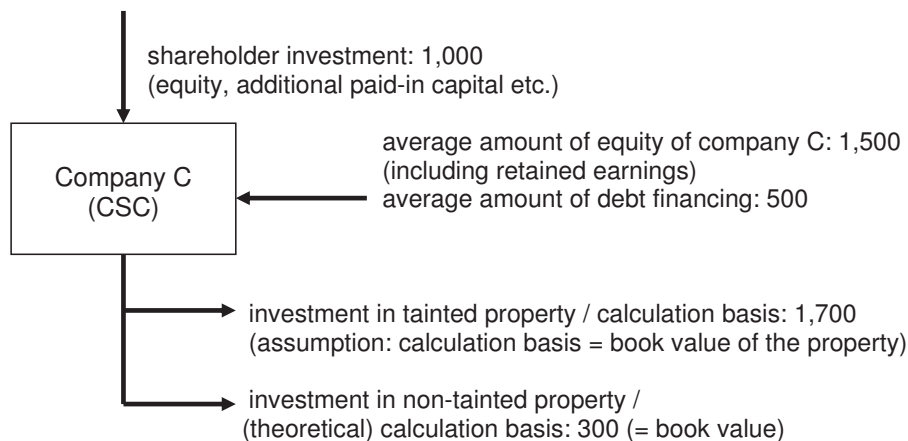 shareholder investment: 1,000
(equity, additional paid-in capital etc.)
Company C
(CSC)
average amount of equity of company C: 1,500
(including retained earnings)
average amount of debt financing: 500
investment in tainted property / calculation basis: 1,700
(assumption: calculation basis = book value of the property)
investment in non-tainted property /
(theoretical) calculation basis: 300 (= book value)